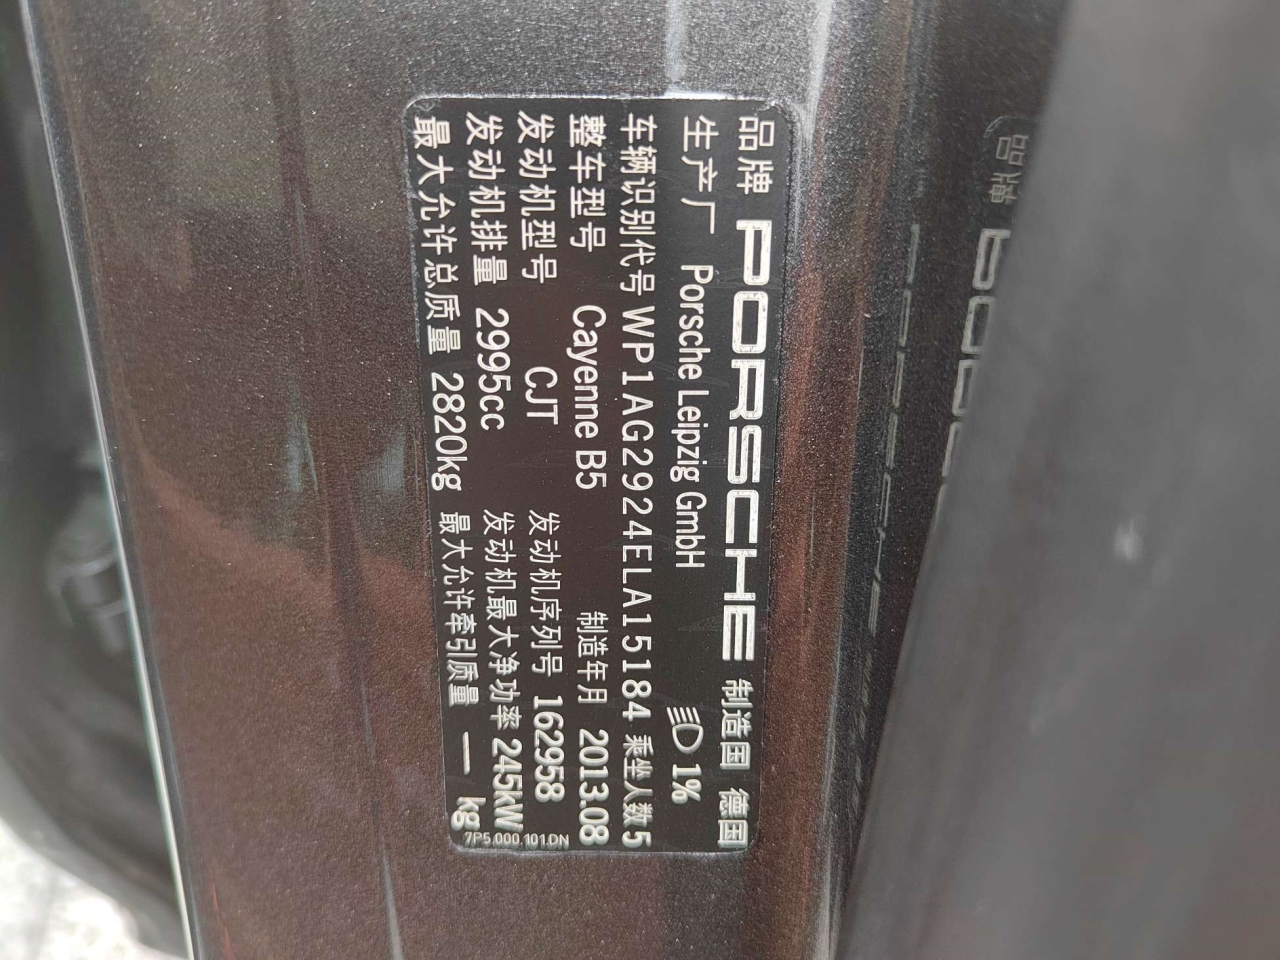 品牌 PORSCHE 制造国 德国
生产厂 Porsche Leipzig GmbH 1%
车辆识别代号 WP1AG2924ELA15184 乘坐人数 5
整车型号 Cayenne B5 制造年月 2013.08
发动机型号 CJT 发动机序列号 162958
发动机排量 2995cc 发动机最大净功率 245kW
最大允许总质量 2820kg 最大允许牵引质量 — kg
7P5.000.101.DN